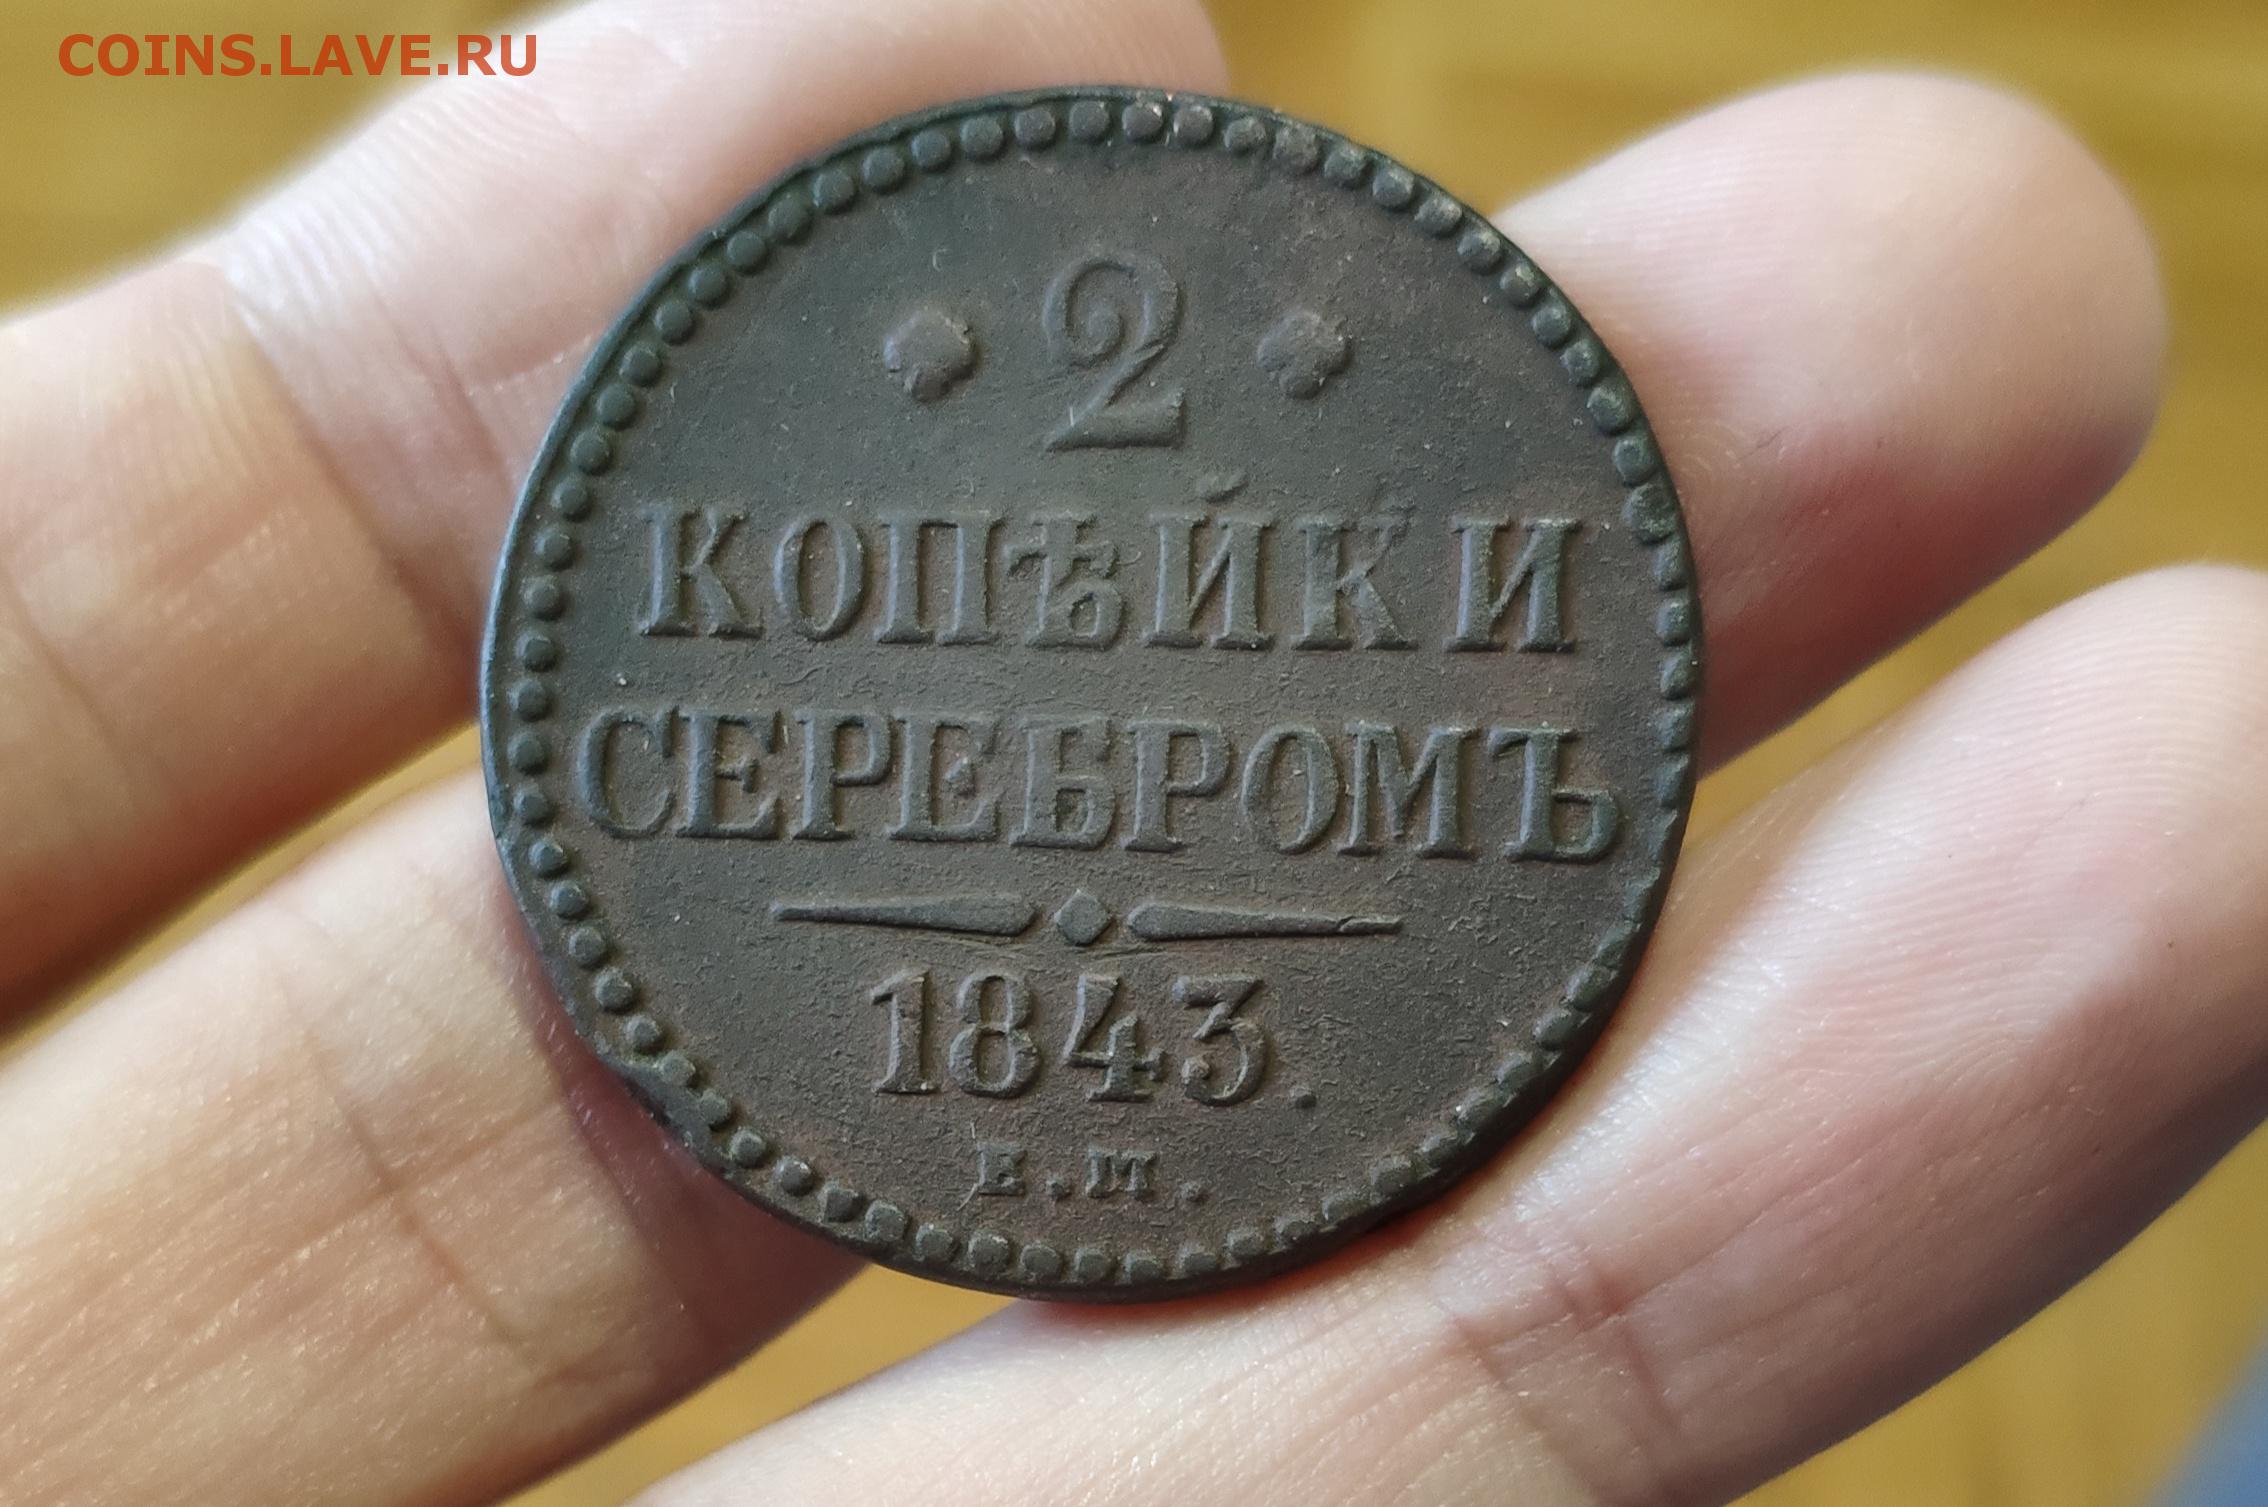 COINS.LAVE.RU
2
КОПѢЙКИ
СЕРЕБРОМЪ
1843.
Е.М.